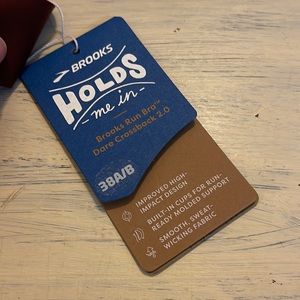 BROOKS
HOLDS
- me in -
Brooks Run Bra™
Dare Crossback 2.0
38A/B
IMPROVED HIGH-
IMPACT DESIGN
BUILT-IN CUPS FOR RUN-
READY MOLDED SUPPORT
SMOOTH, SWEAT-
WICKING FABRIC